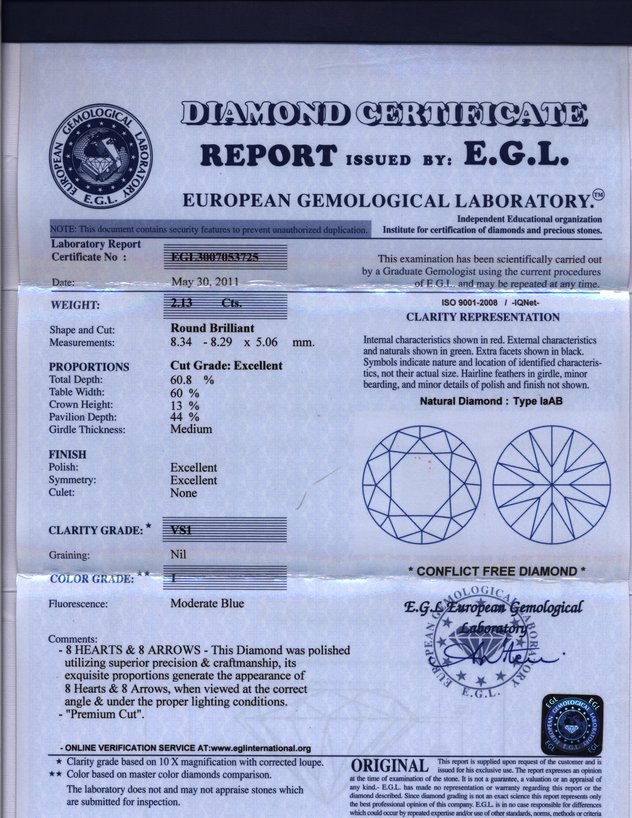 EUROPEAN GEMOLOGICAL LABORATORY
E.G.L.
DIAMOND CERTIFICATE
REPORT ISSUED BY: E.G.L.
EUROPEAN GEMOLOGICAL LABORATORY.™
Independent Educational organization
NOTE: This document contains security features to prevent unauthorized duplication.
Institute for certification of diamonds and precious stones.
Laboratory Report
Certificate No : EGL3007053725
Date: May 30, 2011
This examination has been scientifically carried out
by a Graduate Gemologist using the current procedures
of E.G.L. and may be repeated at any time.
WEIGHT: 2.13 Cts.
Shape and Cut: Round Brilliant
Measurements: 8.34 - 8.29 x 5.06 mm.
PROPORTIONS Cut Grade: Excellent
Total Depth: 60.8 %
Table Width: 60 %
Crown Height: 13 %
Pavilion Depth: 44 %
Girdle Thickness: Medium
FINISH
Polish: Excellent
Symmetry: Excellent
Culet: None
CLARITY GRADE: * VS1
Graining: Nil
COLOR GRADE: ** I
Fluorescence: Moderate Blue
ISO 9001-2008 / -IQNet-
CLARITY REPRESENTATION
Internal characteristics shown in red. External characteristics
and naturals shown in green. Extra facets shown in black.
Symbols indicate nature and location of identified characteris-
tics, not their actual size. Hairline feathers in girdle, minor
bearding, and minor details of polish and finish not shown.
Natural Diamond : Type IaAB
* CONFLICT FREE DIAMOND *
E.G.L European Gemological
Laboratory
EUROPEAN GEMOLOGICAL LABORATORY
E.G.L.
Comments:
- 8 HEARTS & 8 ARROWS - This Diamond was polished
utilizing superior precision & craftmanship, its
exquisite proportions generate the appearance of
8 Hearts & 8 Arrows, when viewed at the correct
angle & under the proper lighting conditions.
- "Premium Cut".
- ONLINE VERIFICATION SERVICE AT:www.eglinternational.org
★ Clarity grade based on 10 X magnification with corrected loupe.
★★ Color based on master color diamonds comparison.
The laboratory does not and may not appraise stones which
are submitted for inspection.
EGL EGL
EGL EGL
E.G.L.
ORIGINAL This report is supplied upon request of the customer and is
issued for his exclusive use. The report expresses an opinion
at the time of examination of the stone. It is not a guarantee, a valuation or an appraisal of
any kind.- E.G.L. has made no representation or warranty regarding this report or the
diamond described. Since diamond grading is not an exact science this report represents only
the best professional opinion of this company. E.G.L. is in no case responsible for differences
which could occur by repeated expertise and/or use of other standards, norms, methods or criteria